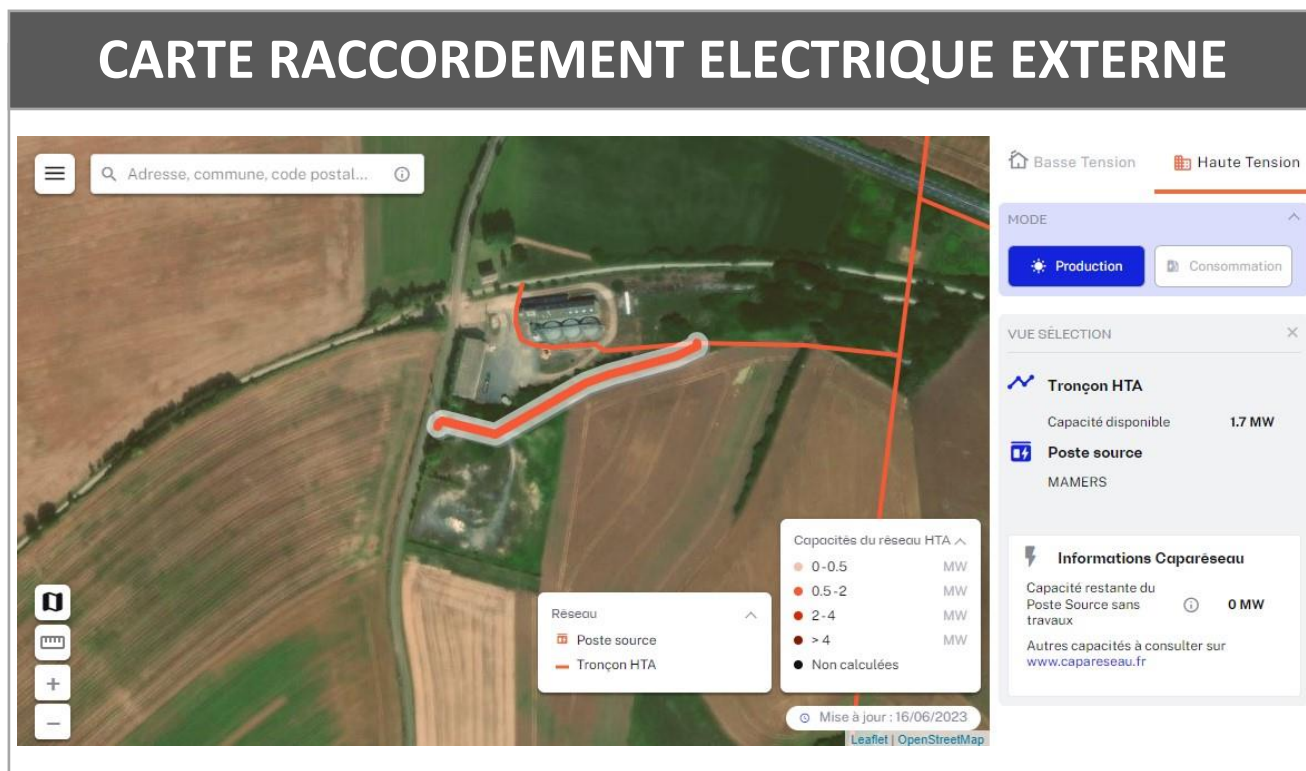 CARTE RACCORDEMENT ELECTRIQUE EXTERNE
Adresse, commune, code postal...
Basse Tension
Haute Tension
MODE
Production
Consommation
VUE SÉLECTION
Tronçon HTA
Capacité disponible 1.7 MW
Poste source
MAMERS
Informations Caparéseau
Capacité restante du
Poste Source sans
travaux
0 MW
Autres capacités à consulter sur
www.capareseau.fr
Réseau
Poste source
Tronçon HTA
Capacités du réseau HTA
0-0.5 MW
0.5-2 MW
2-4 MW
> 4 MW
Non calculées
Mise à jour : 16/06/2023
Leaflet | OpenStreetMap